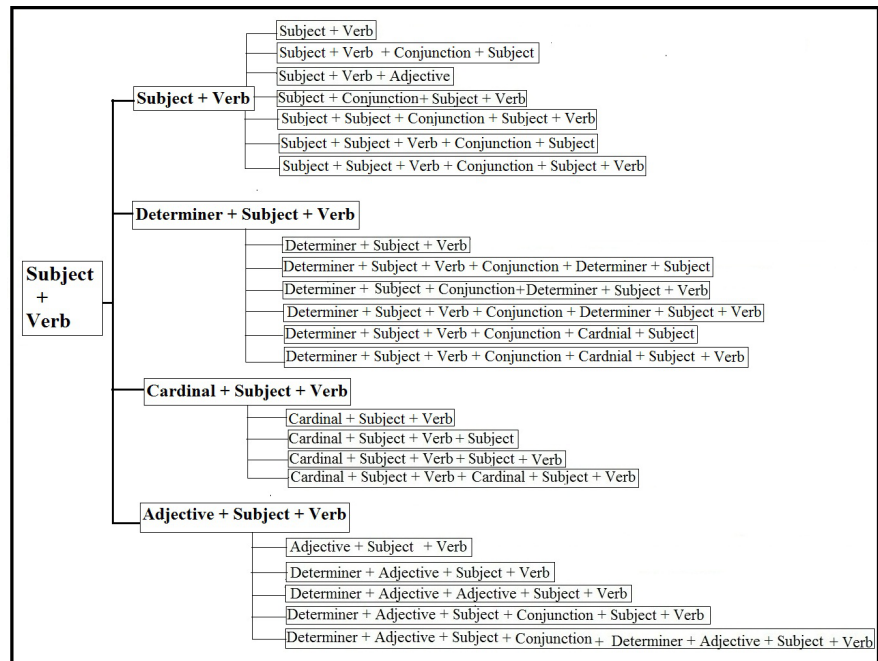 Subject + Verb
Subject + Verb + Conjunction + Subject
Subject + Verb + Adjective
Subject + Verb
Subject + Conjunction + Subject + Verb
Subject + Subject + Conjunction + Subject + Verb
Subject + Subject + Verb + Conjunction + Subject
Subject + Subject + Verb + Conjunction + Subject + Verb
Determiner + Subject + Verb
Determiner + Subject + Verb
Determiner + Subject + Verb + Conjunction + Determiner + Subject
Determiner + Subject + Conjunction + Determiner + Subject + Verb
Determiner + Subject + Verb + Conjunction + Determiner + Subject + Verb
Determiner + Subject + Verb + Conjunction + Cardnial + Subject
Determiner + Subject + Verb + Conjunction + Cardnial + Subject + Verb
Subject
+
Verb
Cardinal + Subject + Verb
Cardinal + Subject + Verb
Cardinal + Subject + Verb + Subject
Cardinal + Subject + Verb + Subject + Verb
Cardinal + Subject + Verb + Cardinal + Subject + Verb
Adjective + Subject + Verb
Adjective + Subject + Verb
Determiner + Adjective + Subject + Verb
Determiner + Adjective + Adjective + Subject + Verb
Determiner + Adjective + Subject + Conjunction + Subject + Verb
Determiner + Adjective + Subject + Conjunction + Determiner + Adjective + Subject + Verb